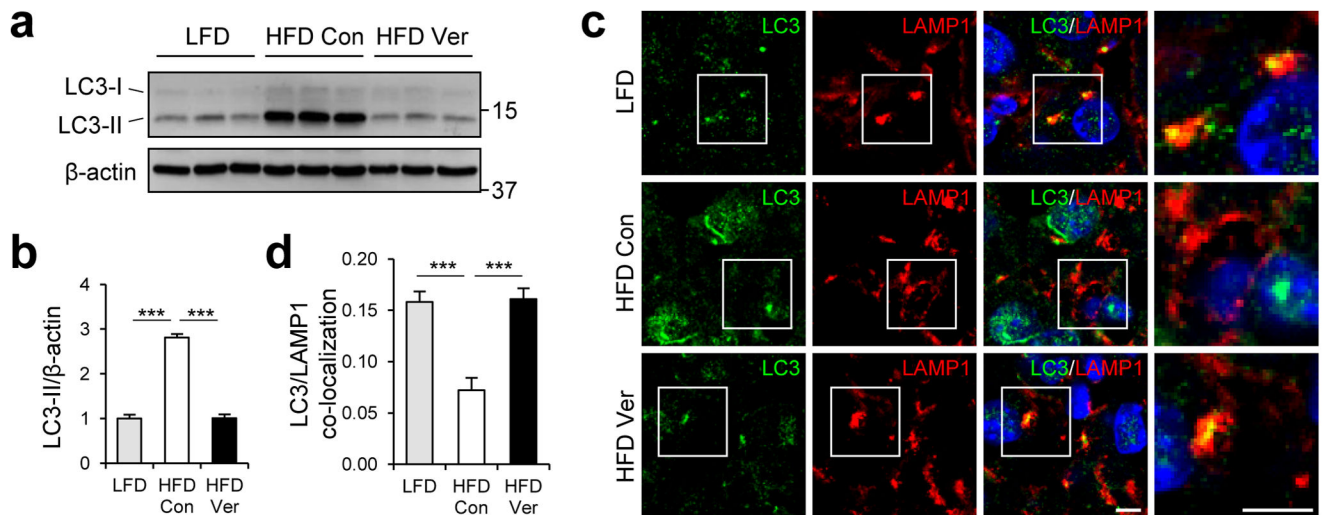 a
LFD HFD Con HFD Ver
LC3-I
LC3-II
15
β-actin
37
b
LC3-II/β-actin
4
3
2
1
0
*** ***
LFD HFD Con HFD Ver
d
LC3/LAMP1
co-localization
0.20
0.15
0.10
0.05
0.00
*** ***
LFD HFD Con HFD Ver
c
LFD
LC3 LAMP1 LC3/LAMP1
HFD Con
LC3 LAMP1 LC3/LAMP1
HFD Ver
LC3 LAMP1 LC3/LAMP1